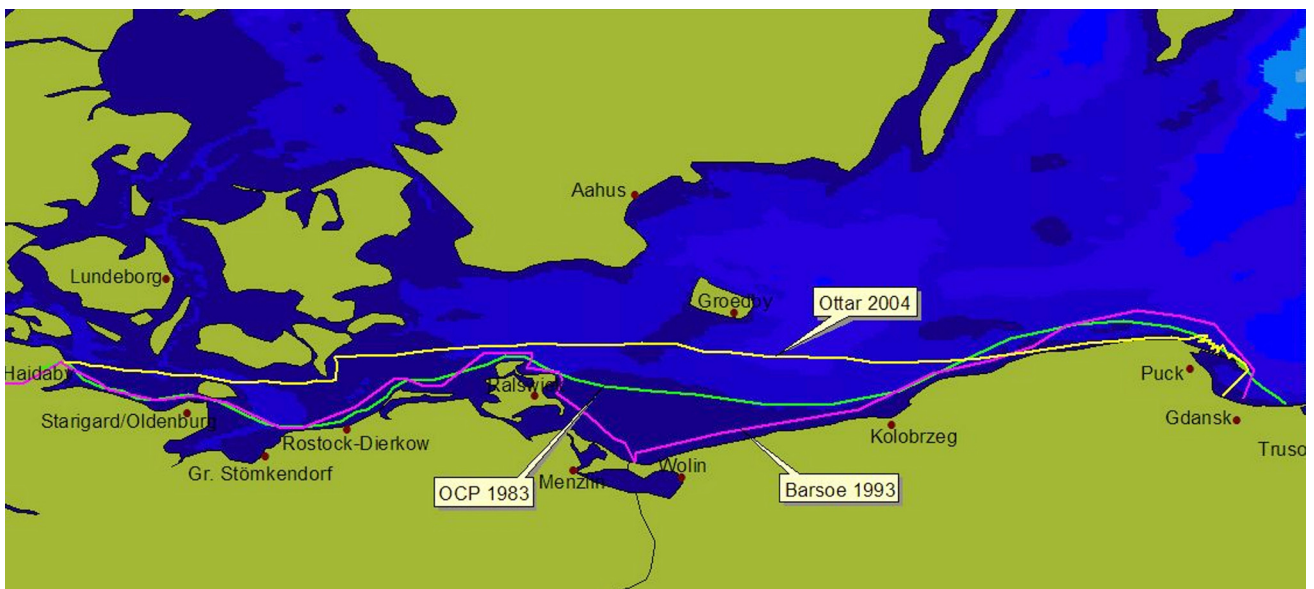 Aahus
Lundeborg
Groedby
Ottar 2004
Haidaby
Puck
Ralswiek
Starigard/Oldenburg
Gdansk
Rostock-Dierkow
Kolobrzeg
Truso
Gr. Stömkendorf
Menzlin
Wolin
OCP 1983
Barsoe 1993